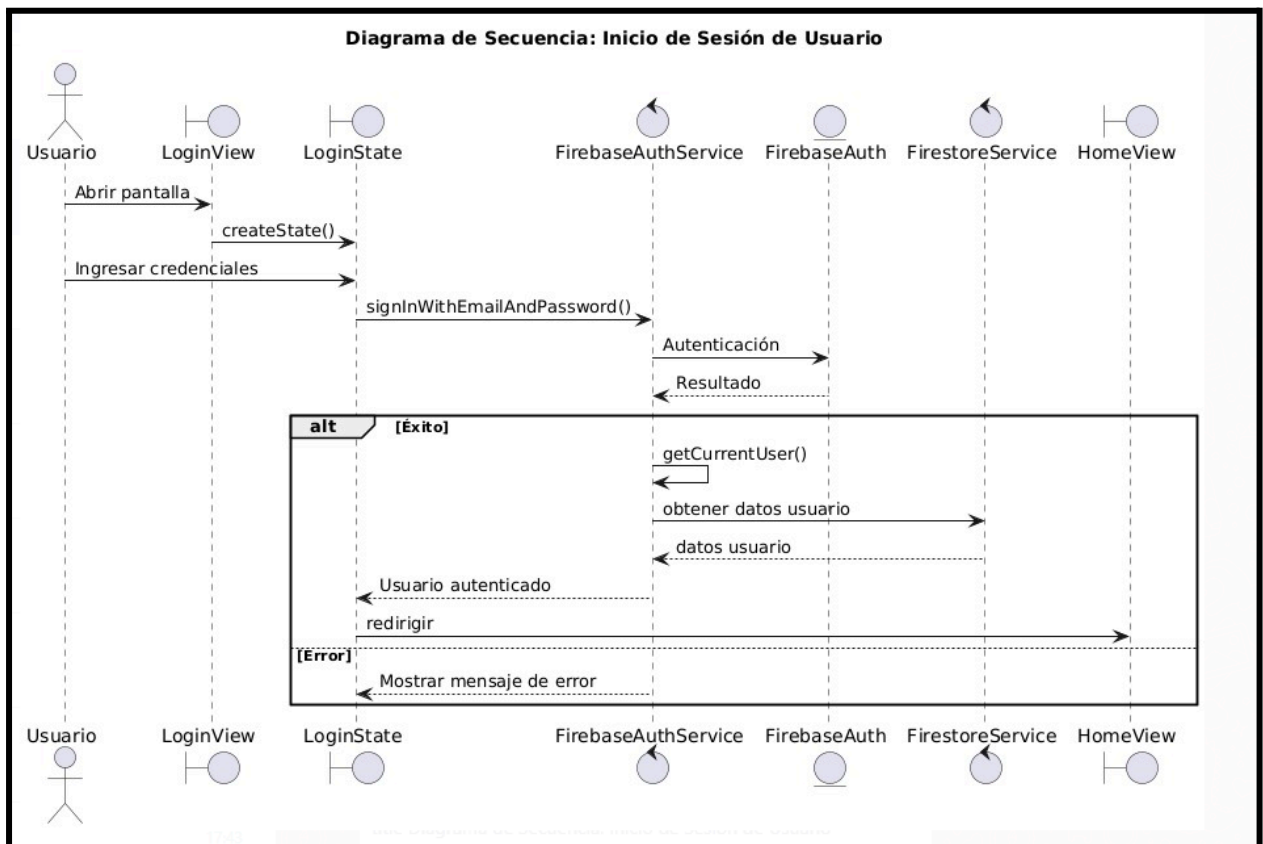 Diagrama de Secuencia: Inicio de Sesión de Usuario
Usuario LoginView LoginState FirebaseAuthService FirebaseAuth FirestoreService HomeView
Abrir pantalla
createState()
Ingresar credenciales
signInWithEmailAndPassword()
Autenticación
Resultado
alt [Éxito]
getCurrentUser()
obtener datos usuario
datos usuario
Usuario autenticado
redirigir
[Error]
Mostrar mensaje de error
Usuario LoginView LoginState FirebaseAuthService FirebaseAuth FirestoreService HomeView